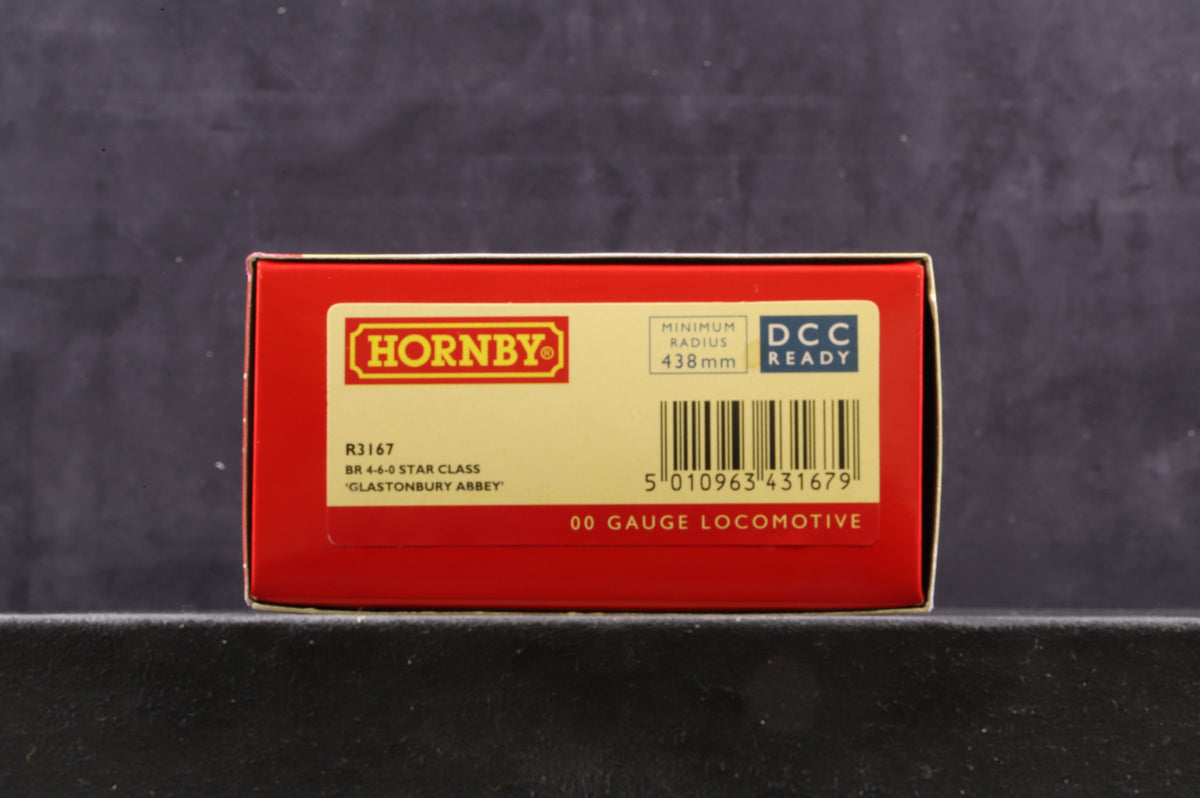 HORNBY®
MINIMUM
RADIUS
438mm
DCC
READY
R3167
BR 4-6-0 STAR CLASS
'GLASTONBURY ABBEY'
5 010963 431679
00 GAUGE LOCOMOTIVE